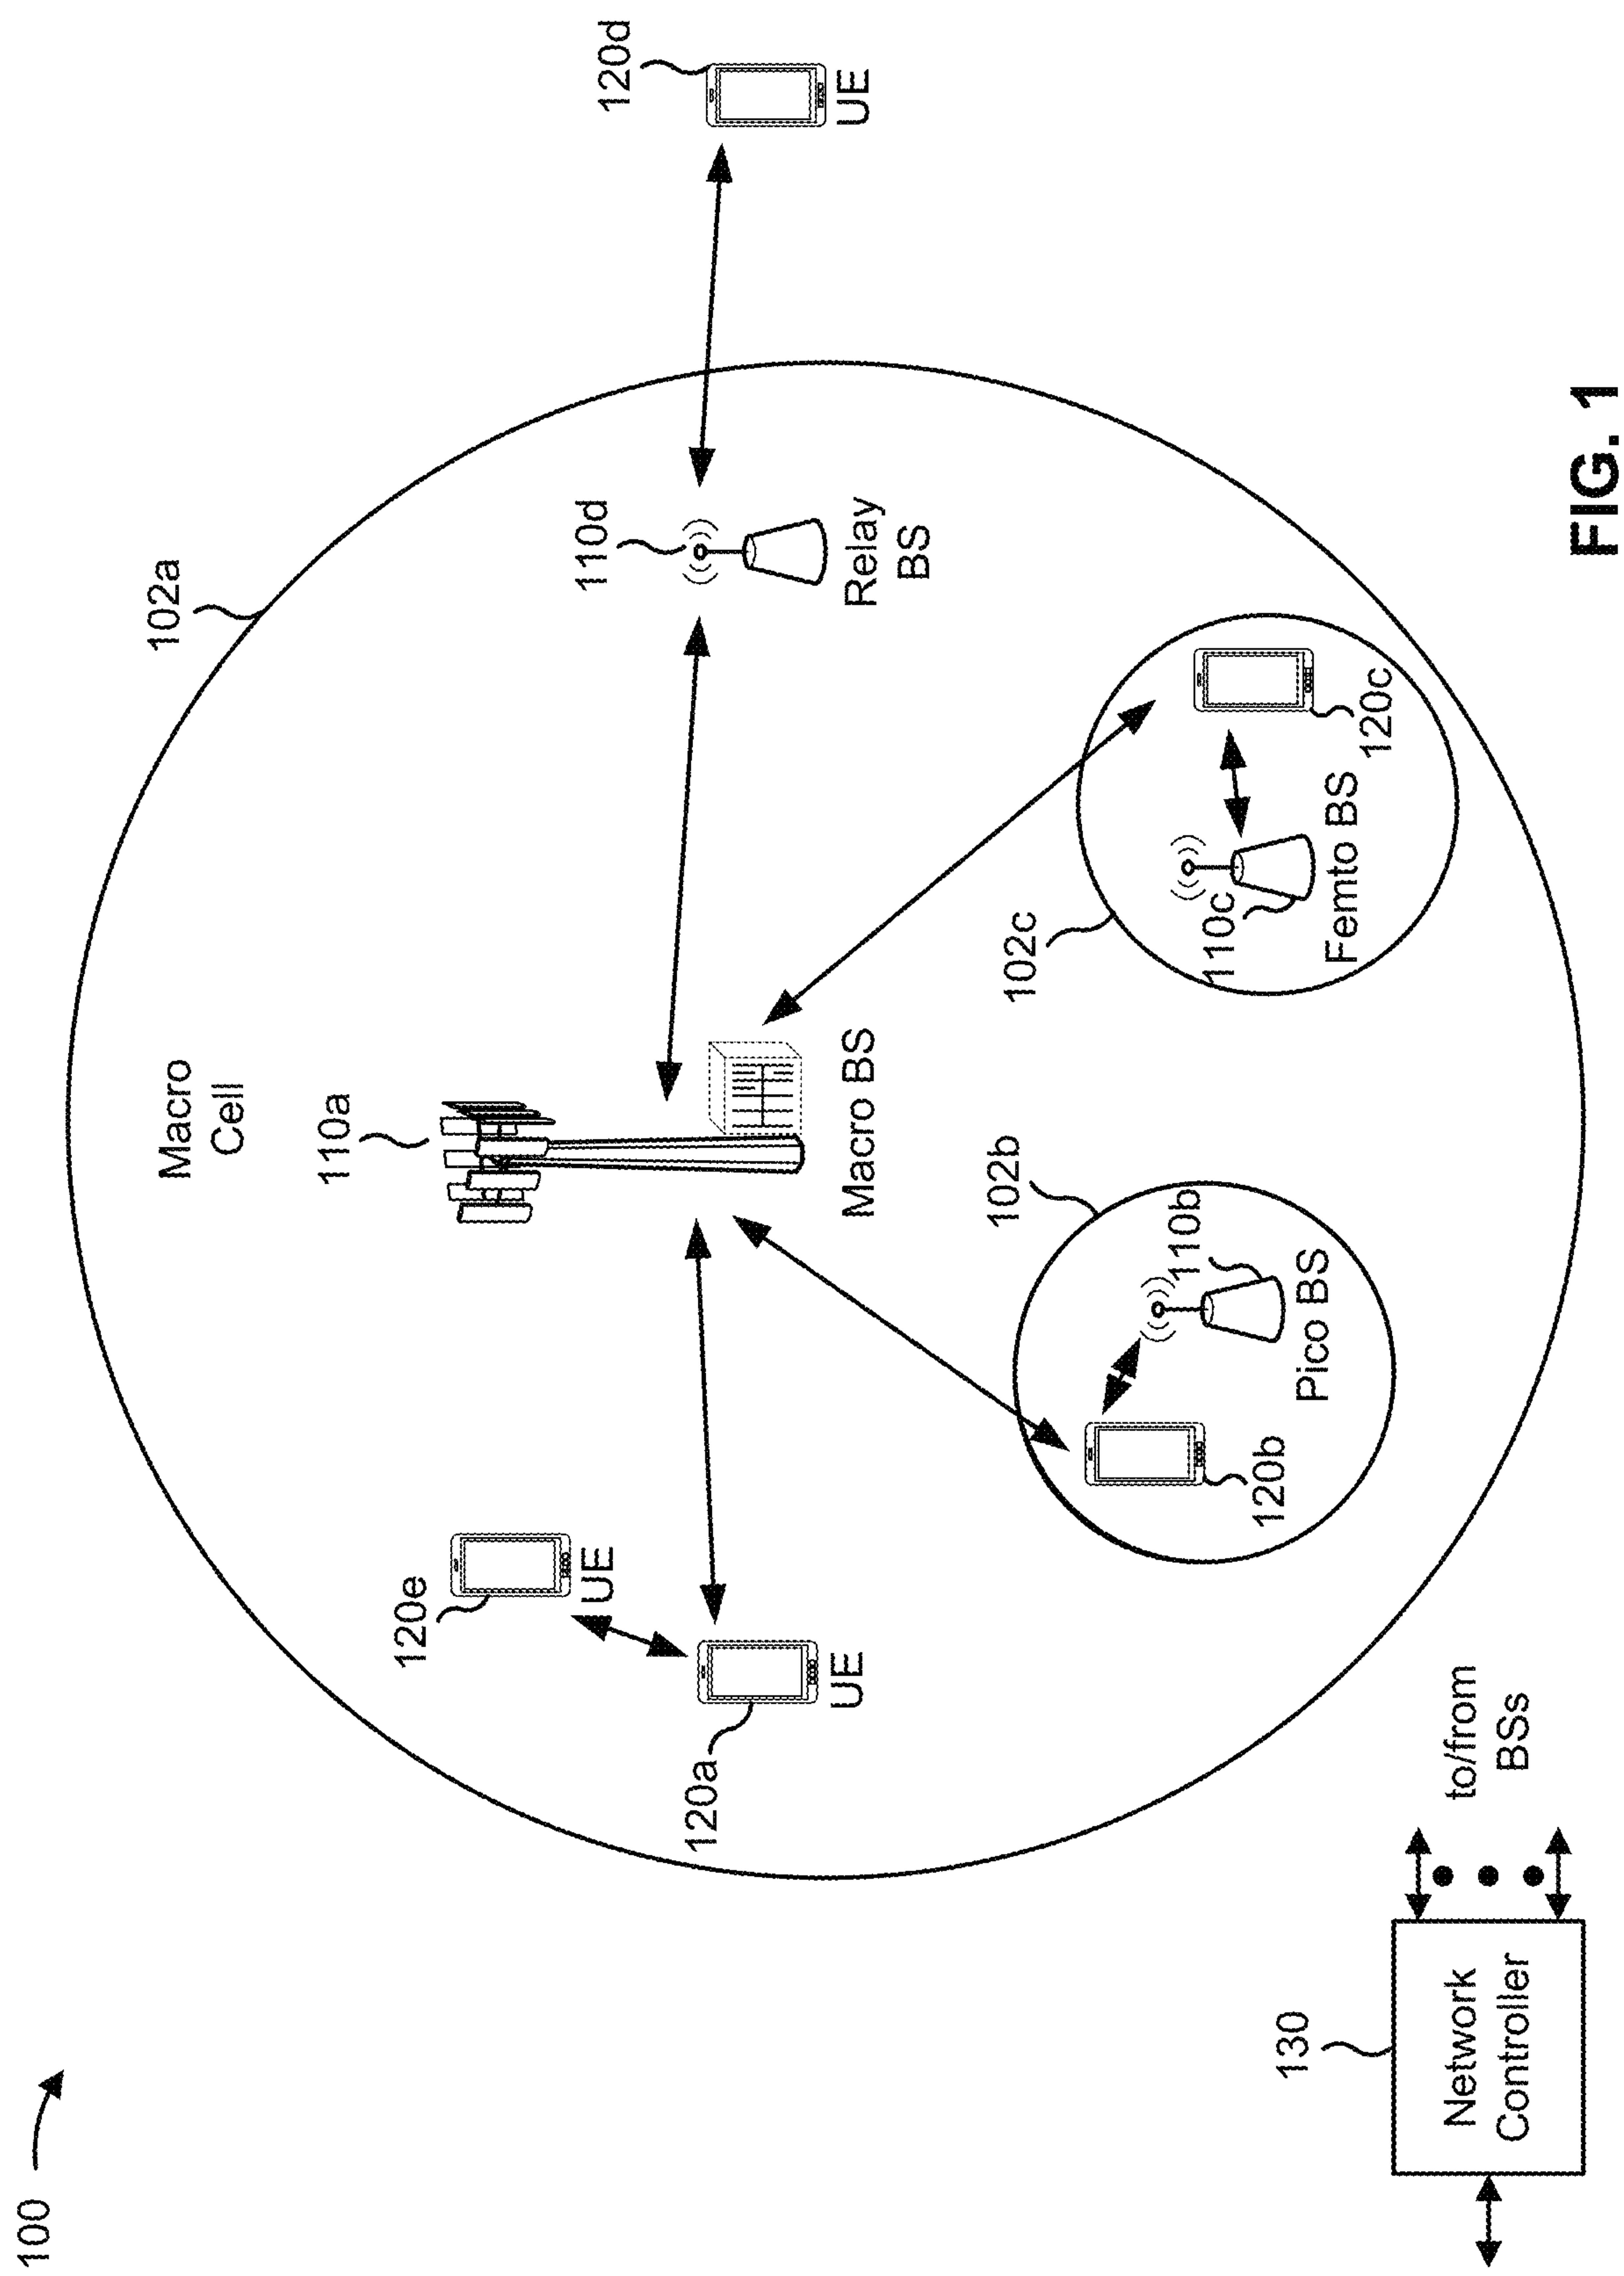 100
102a
Macro
Cell
110a
120d
UE
120e
UE
110d
Relay
BS
120a
UE
Macro BS
102b
102c
110b
Pico BS
120b
110c
Femto BS
120c
130
Network
Controller
to/from
BSs
FIG. 1